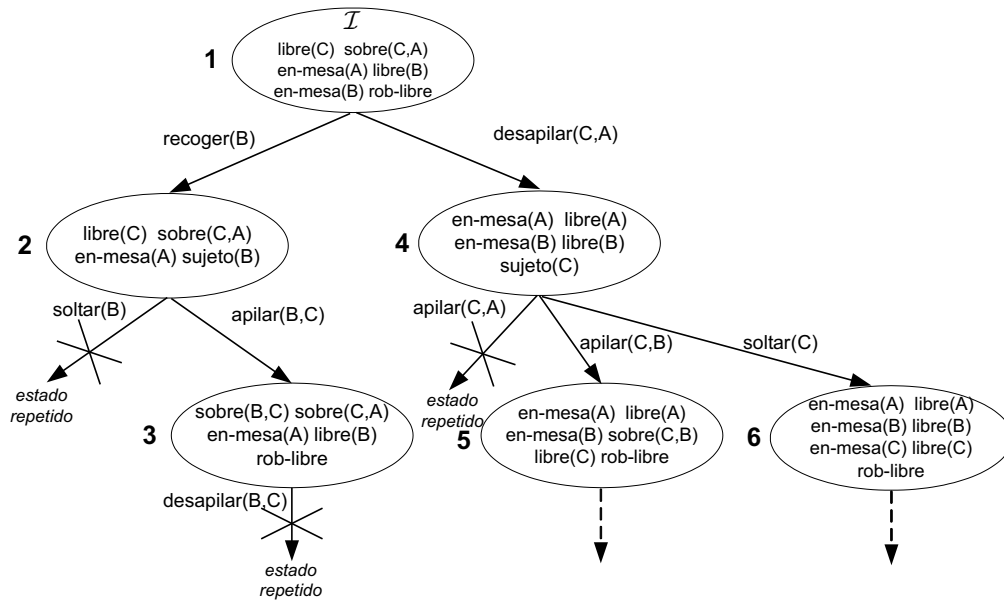 I
1
libre(C) sobre(C,A)
en-mesa(A) libre(B)
en-mesa(B) rob-libre
recoger(B)
desapilar(C,A)
2
libre(C) sobre(C,A)
en-mesa(A) sujeto(B)
4
en-mesa(A) libre(A)
en-mesa(B) libre(B)
sujeto(C)
soltar(B)
apilar(B,C)
apilar(C,A)
apilar(C,B)
soltar(C)
estado
repetido
3
sobre(B,C) sobre(C,A)
en-mesa(A) libre(B)
rob-libre
estado
repetido
5
en-mesa(A) libre(A)
en-mesa(B) sobre(C,B)
libre(C) rob-libre
6
en-mesa(A) libre(A)
en-mesa(B) libre(B)
en-mesa(C) libre(C)
rob-libre
desapilar(B,C)
estado
repetido